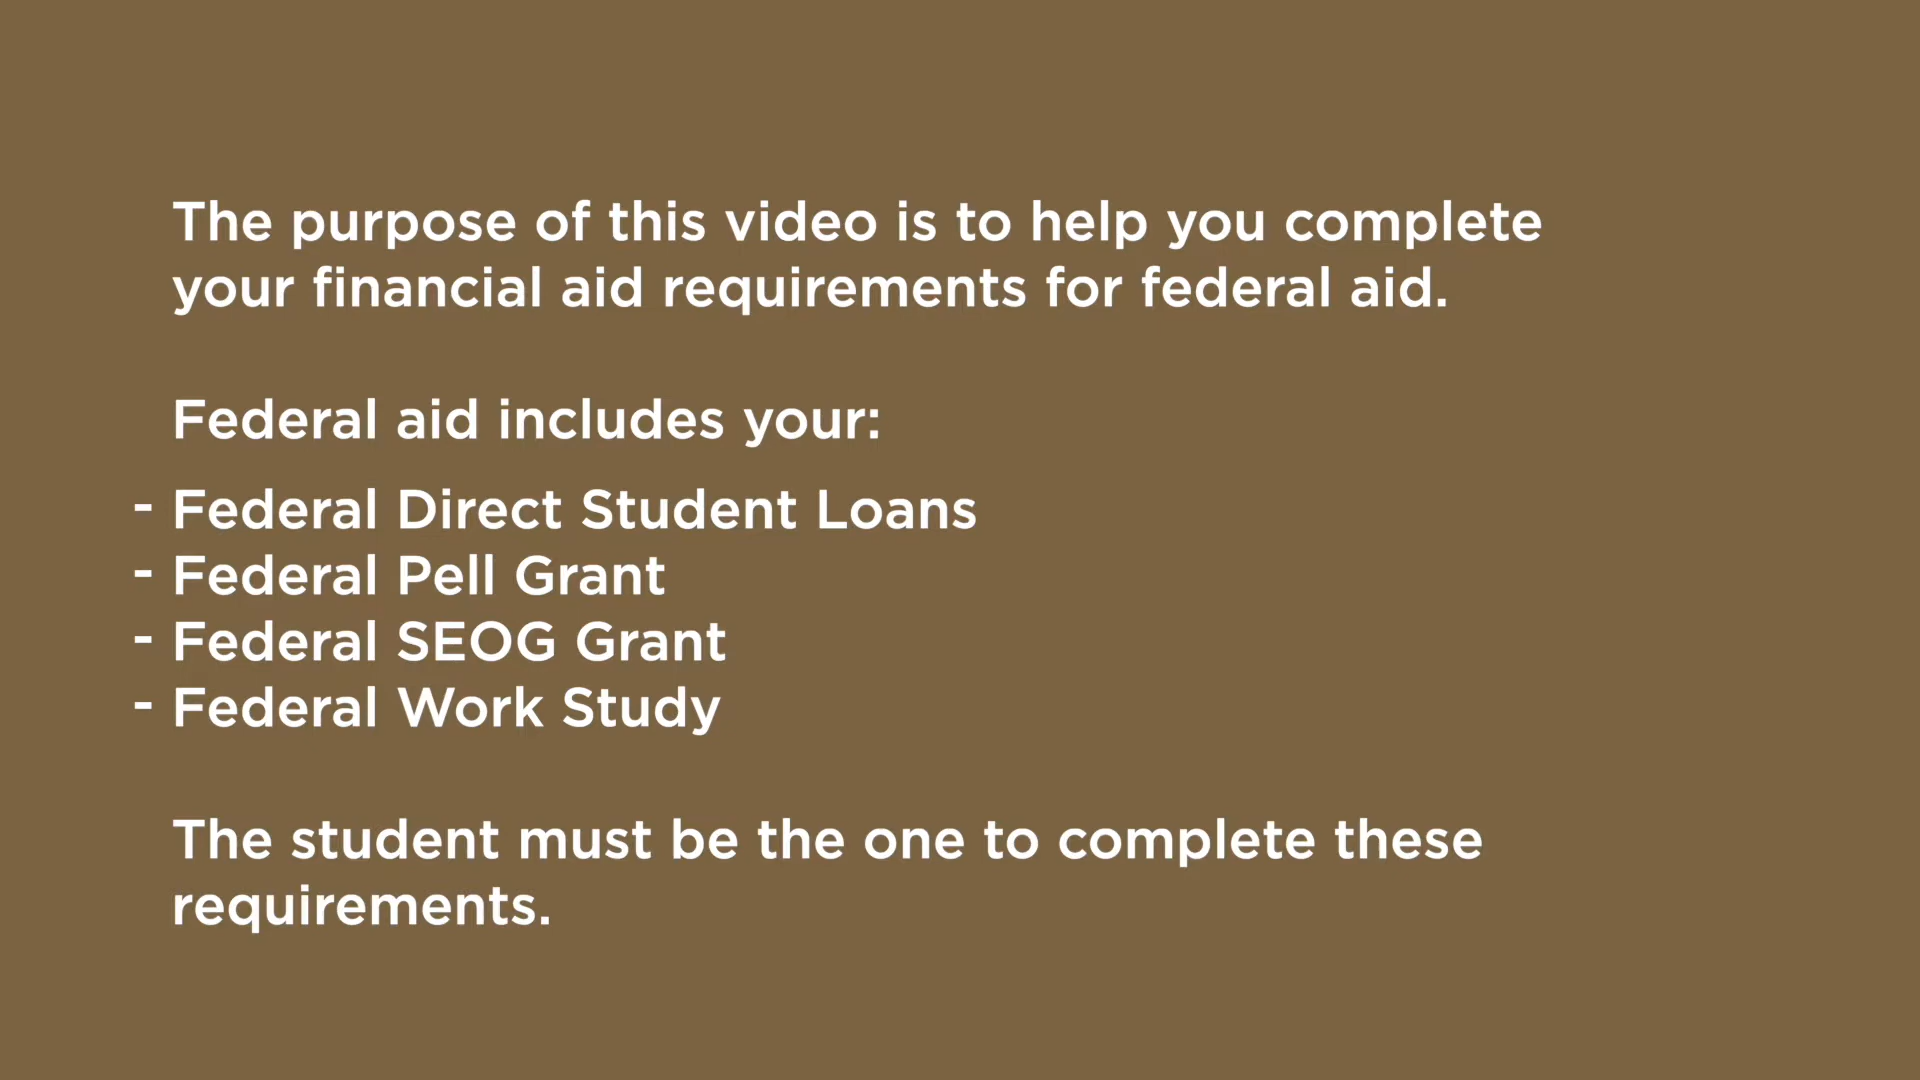 The purpose of this video is to help you complete
your financial aid requirements for federal aid.
Federal aid includes your:
- Federal Direct Student Loans
- Federal Pell Grant
- Federal SEOG Grant
- Federal Work Study
The student must be the one to complete these
requirements.